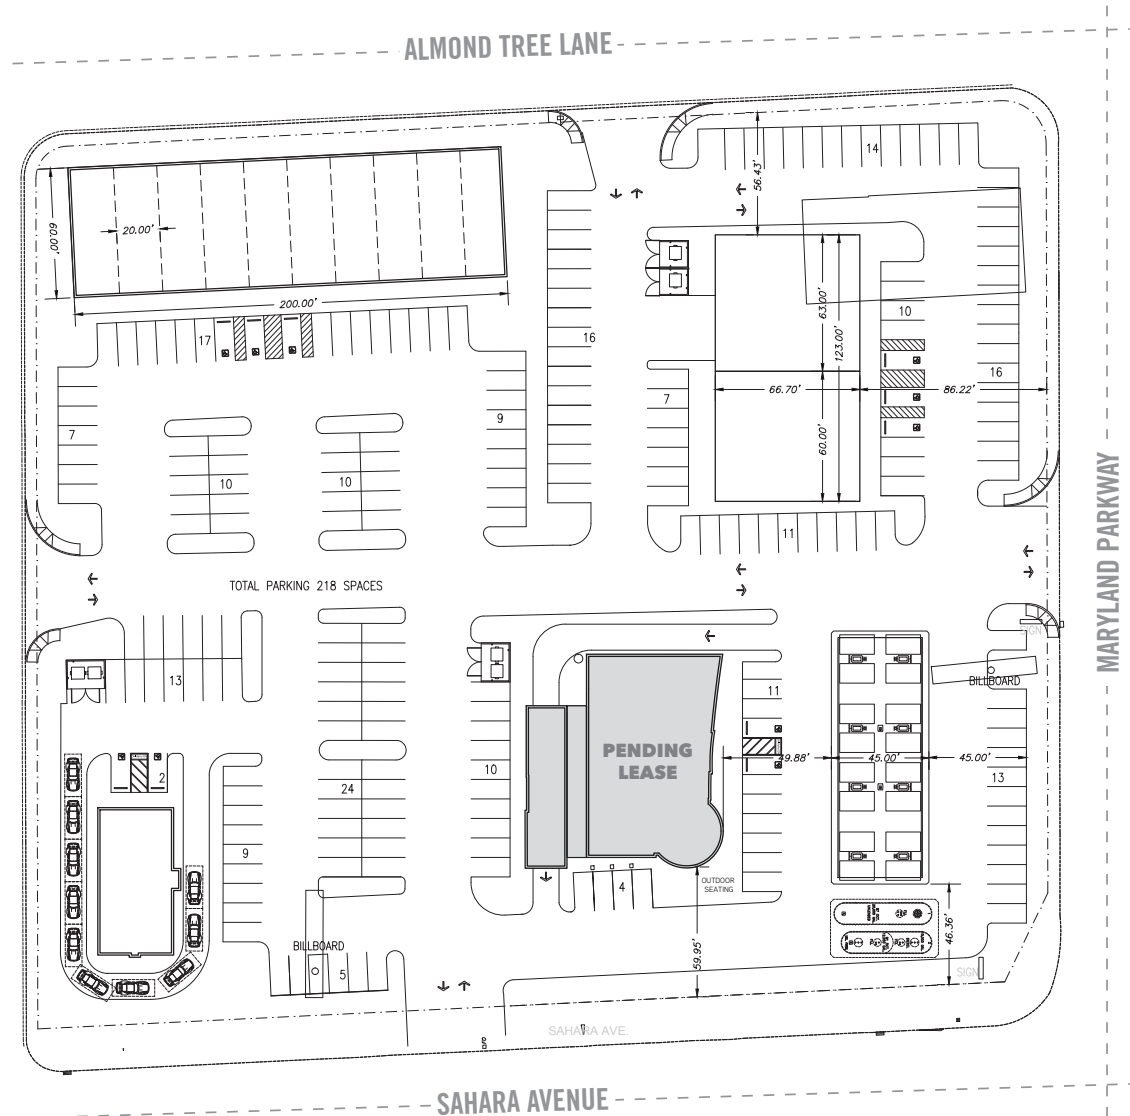 ALMOND TREE LANE
14
56.43'
20.00'
60.00'
200.00'
63.00'
123.00'
10
17
16
16
66.70'
86.22'
7
9
7
60.00'
10
10
11
MARYLAND PARKWAY
TOTAL PARKING 218 SPACES
SIGN
13
BILLBOARD
11
PENDING
LEASE
49.88'
45.00'
45.00'
10
2
13
24
9
4
OUTDOOR
SEATING
46.36'
BILLBOARD
59.95'
5
SIGN
SAHARA AVE.
SAHARA AVENUE